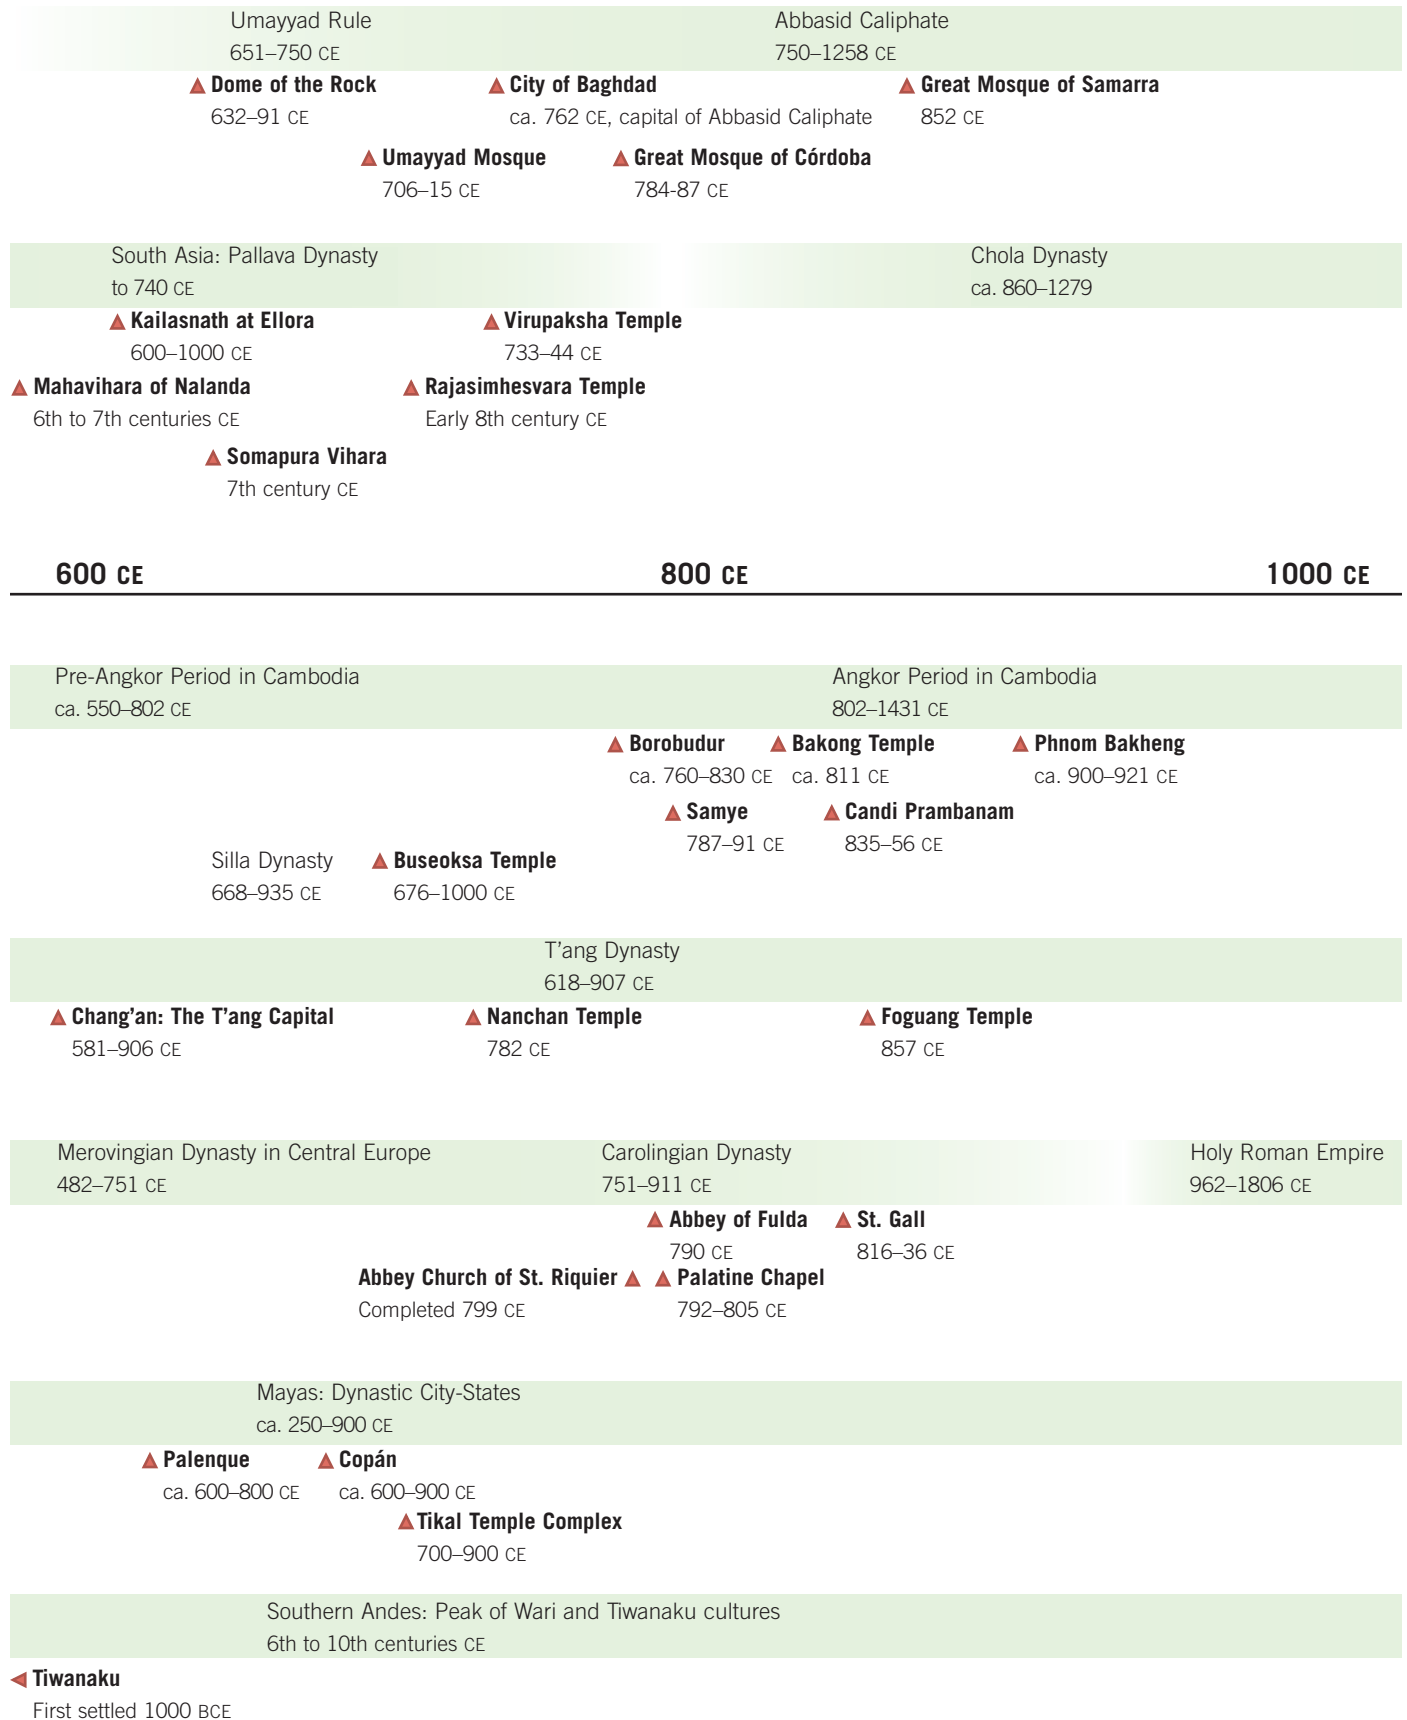 Umayyad Rule
651–750 CE
Abbasid Caliphate
750–1258 CE
Dome of the Rock
632–91 CE
City of Baghdad
ca. 762 CE, capital of Abbasid Caliphate
Great Mosque of Samarra
852 CE
Umayyad Mosque
706–15 CE
Great Mosque of Córdoba
784-87 CE
South Asia: Pallava Dynasty
to 740 CE
Chola Dynasty
ca. 860–1279
Kailasnath at Ellora
600–1000 CE
Virupaksha Temple
733–44 CE
Mahavihara of Nalanda
6th to 7th centuries CE
Rajasimhesvara Temple
Early 8th century CE
Somapura Vihara
7th century CE
600 CE
800 CE
1000 CE
Pre-Angkor Period in Cambodia
ca. 550–802 CE
Angkor Period in Cambodia
802–1431 CE
Borobudur
ca. 760–830 CE
Bakong Temple
ca. 811 CE
Phnom Bakheng
ca. 900–921 CE
Samye
787–91 CE
Candi Prambanam
835–56 CE
Silla Dynasty
668–935 CE
Buseoksa Temple
676–1000 CE
T’ang Dynasty
618–907 CE
Chang’an: The T’ang Capital
581–906 CE
Nanchan Temple
782 CE
Foguang Temple
857 CE
Merovingian Dynasty in Central Europe
482–751 CE
Carolingian Dynasty
751–911 CE
Holy Roman Empire
962–1806 CE
Abbey of Fulda
790 CE
St. Gall
816–36 CE
Abbey Church of St. Riquier
Completed 799 CE
Palatine Chapel
792–805 CE
Mayas: Dynastic City-States
ca. 250–900 CE
Palenque
ca. 600–800 CE
Copán
ca. 600–900 CE
Tikal Temple Complex
700–900 CE
Southern Andes: Peak of Wari and Tiwanaku cultures
6th to 10th centuries CE
Tiwanaku
First settled 1000 BCE